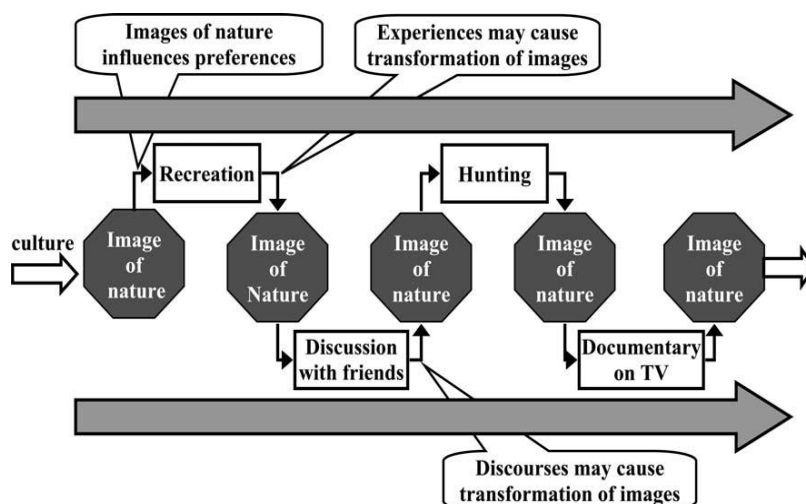 Images of nature
influences preferences
Experiences may cause
transformation of images
Recreation
Hunting
culture
Image
of
nature
Image
of
Nature
Image
of
nature
Image
of
nature
Image
of
nature
Discussion
with friends
Documentary
on TV
Discourses may cause
transformation of images